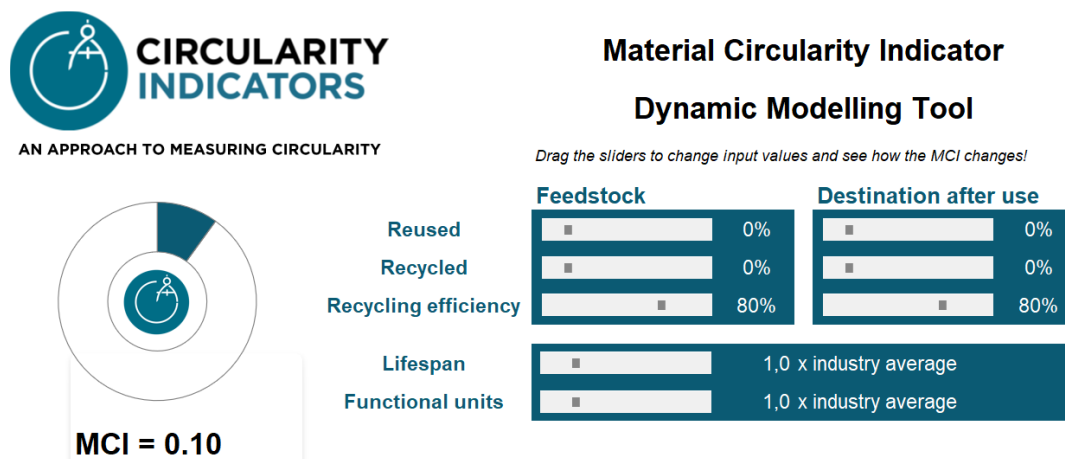 CIRCULARITY
INDICATORS
AN APPROACH TO MEASURING CIRCULARITY
Material Circularity Indicator
Dynamic Modelling Tool
Drag the sliders to change input values and see how the MCI changes!
Feedstock Destination after use
Reused 0% 0%
Recycled 0% 0%
Recycling efficiency 80% 80%
Lifespan 1,0 x industry average
Functional units 1,0 x industry average
MCI = 0.10